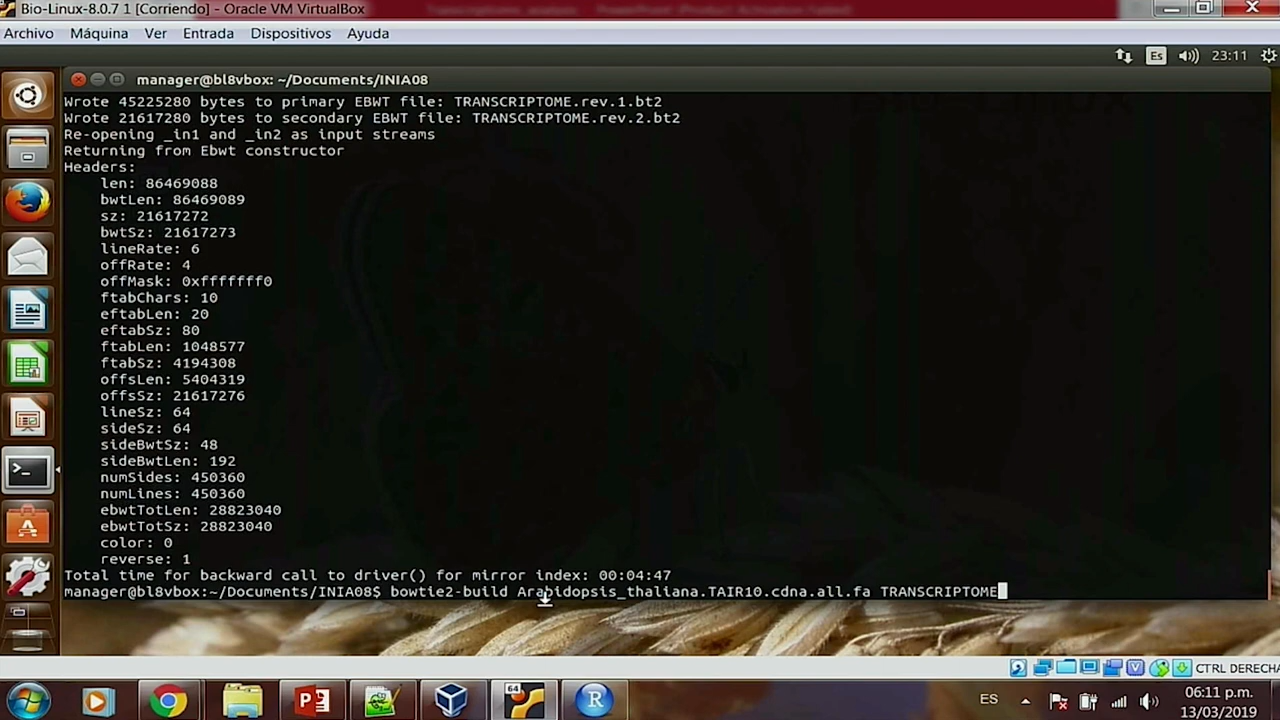 Bio-Linux-8.0.7 1 [Corriendo] - Oracle VM VirtualBox
Archivo Máquina Ver Entrada Dispositivos Ayuda
Es 23:11
manager@bl8vbox: ~/Documents/INIA08
Wrote 45225280 bytes to primary EBWT file: TRANSCRIPTOME.rev.1.bt2
Wrote 21617280 bytes to secondary EBWT file: TRANSCRIPTOME.rev.2.bt2
Re-opening _in1 and _in2 as input streams
Returning from Ebwt constructor
Headers:
len: 86469088
bwtLen: 86469089
sz: 21617272
bwtSz: 21617273
lineRate: 6
offRate: 4
offMask: 0xfffffff0
ftabChars: 10
eftabLen: 20
eftabSz: 80
ftabLen: 1048577
ftabSz: 4194308
offsLen: 5404319
offsSz: 21617276
lineSz: 64
sideSz: 64
sideBwtSz: 48
sideBwtLen: 192
numSides: 450360
numLines: 450360
ebwtTotLen: 28823040
ebwtTotSz: 28823040
color: 0
reverse: 1
Total time for backward call to driver() for mirror index: 00:04:47
manager@bl8vbox:~/Documents/INIA08$ bowtie2-build Arabidopsis_thaliana.TAIR10.cdna.all.fa TRANSCRIPTOME
CTRL DERECHA
64
ES 06:11 p.m.
13/03/2019